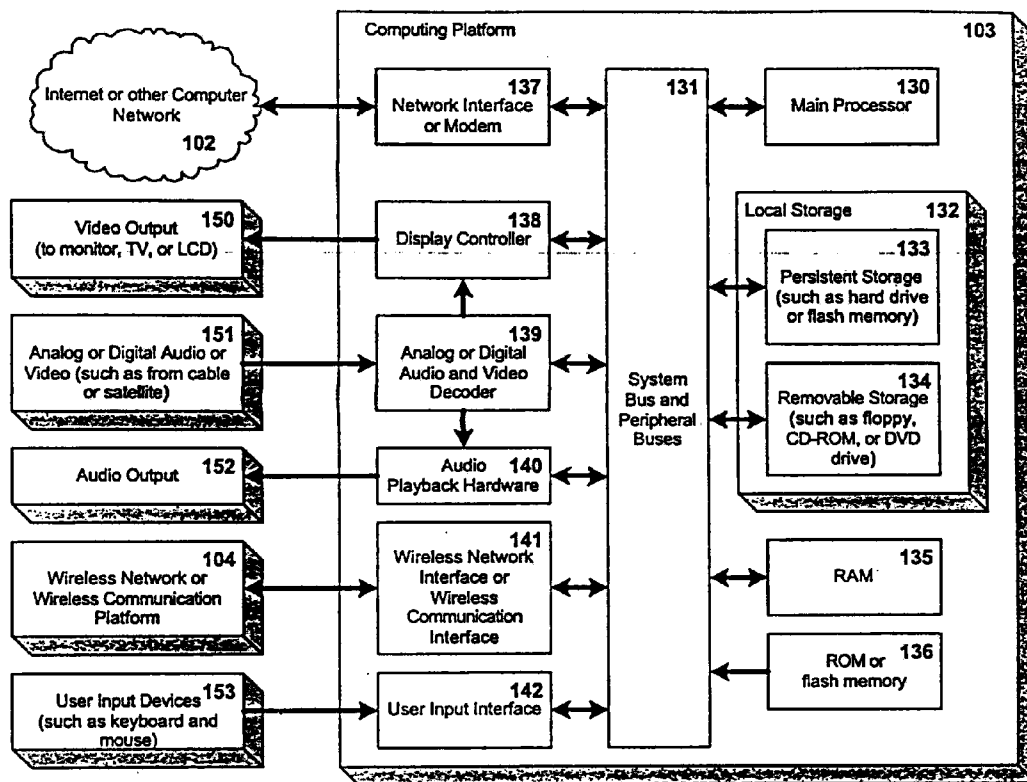 Computing Platform
103
Internet or other Computer
Network
102
137
Network Interface
or Modem
131
System
Bus and
Peripheral
Buses
130
Main Processor
150
Video Output
(to monitor, TV, or LCD)
138
Display Controller
Local Storage
132
133
Persistent Storage
(such as hard drive
or flash memory)
151
Analog or Digital Audio or
Video (such as from cable
or satellite)
139
Analog or Digital
Audio and Video
Decoder
134
Removable Storage
(such as floppy,
CD-ROM, or DVD
drive)
152
Audio Output
Audio
140
Playback Hardware
104
Wireless Network or
Wireless Communication
Platform
141
Wireless Network
Interface or
Wireless
Communication
Interface
135
RAM
153
User Input Devices
(such as keyboard and
mouse)
142
User Input Interface
136
ROM or
flash memory